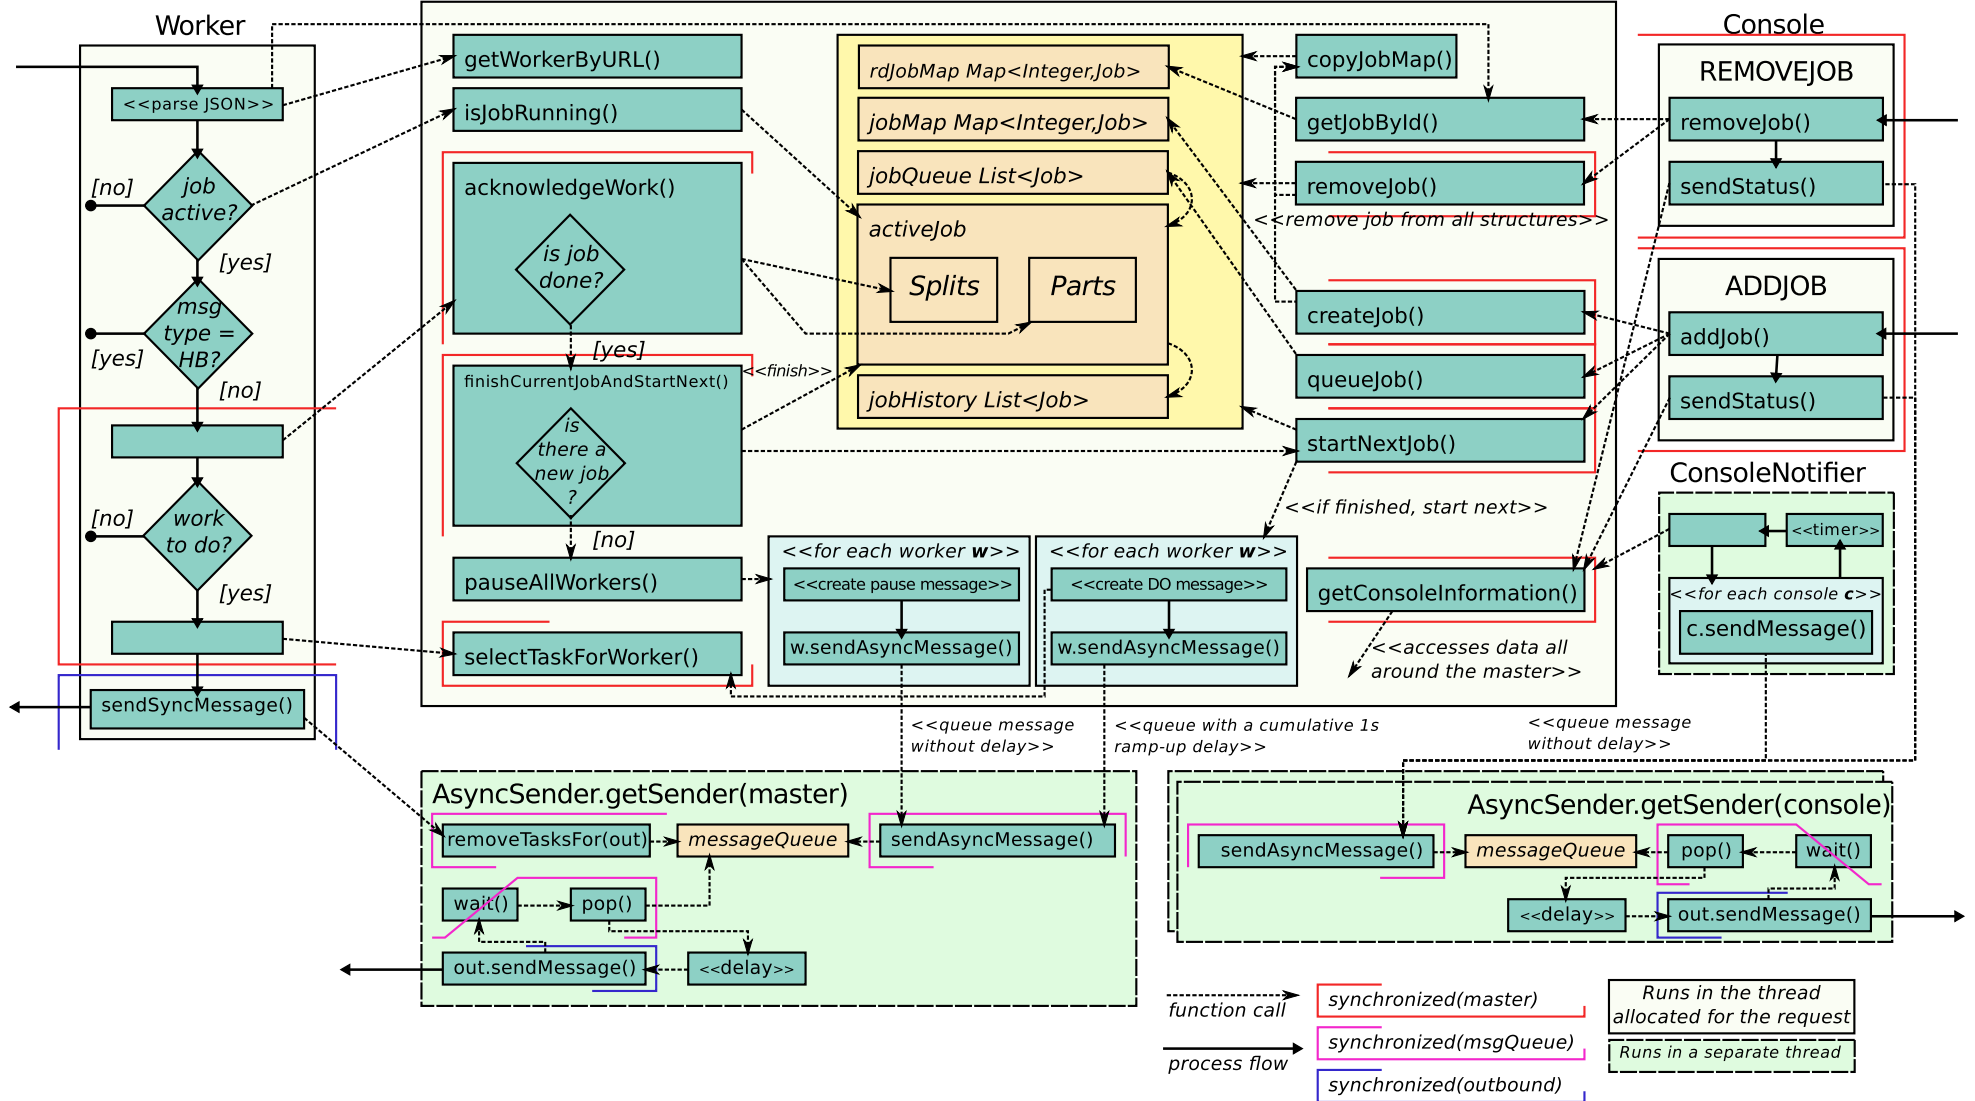 Worker
<<parse JSON>>
[no]
job
active?
[yes]
msg
type =
HB?
[yes]
[no]
[no]
work
to do?
[yes]
sendSyncMessage()
getWorkerByURL()
isJobRunning()
acknowledgeWork()
is job
done?
[yes]
finishCurrentJobAndStartNext()
<<finish>>
is
there a
new job
?
[no]
pauseAllWorkers()
selectTaskForWorker()
rdJobMap Map<Integer,Job>
jobMap Map<Integer,Job>
jobQueue List<Job>
activeJob
Splits
Parts
jobHistory List<Job>
copyJobMap()
getJobById()
removeJob()
<<remove job from all structures>>
createJob()
queueJob()
startNextJob()
<<if finished, start next>>
<<for each worker w>>
<<create pause message>>
w.sendAsyncMessage()
<<for each worker w>>
<<create DO message>>
w.sendAsyncMessage()
getConsoleInformation()
<<accesses data all
around the master>>
Console
REMOVEJOB
removeJob()
sendStatus()
ADDJOB
addJob()
sendStatus()
ConsoleNotifier
<<timer>>
<<for each console c>>
c.sendMessage()
<<queue message
without delay>>
<<queue with a cumulative 1s
ramp-up delay>>
<<queue message
without delay>>
AsyncSender.getSender(master)
removeTasksFor(out)
messageQueue
sendAsyncMessage()
wait()
pop()
out.sendMessage()
<<delay>>
AsyncSender.getSender(console)
sendAsyncMessage()
messageQueue
pop()
wait()
<<delay>>
out.sendMessage()
function call
process flow
synchronized(master)
synchronized(msgQueue)
synchronized(outbound)
Runs in the thread
allocated for the request
Runs in a separate thread